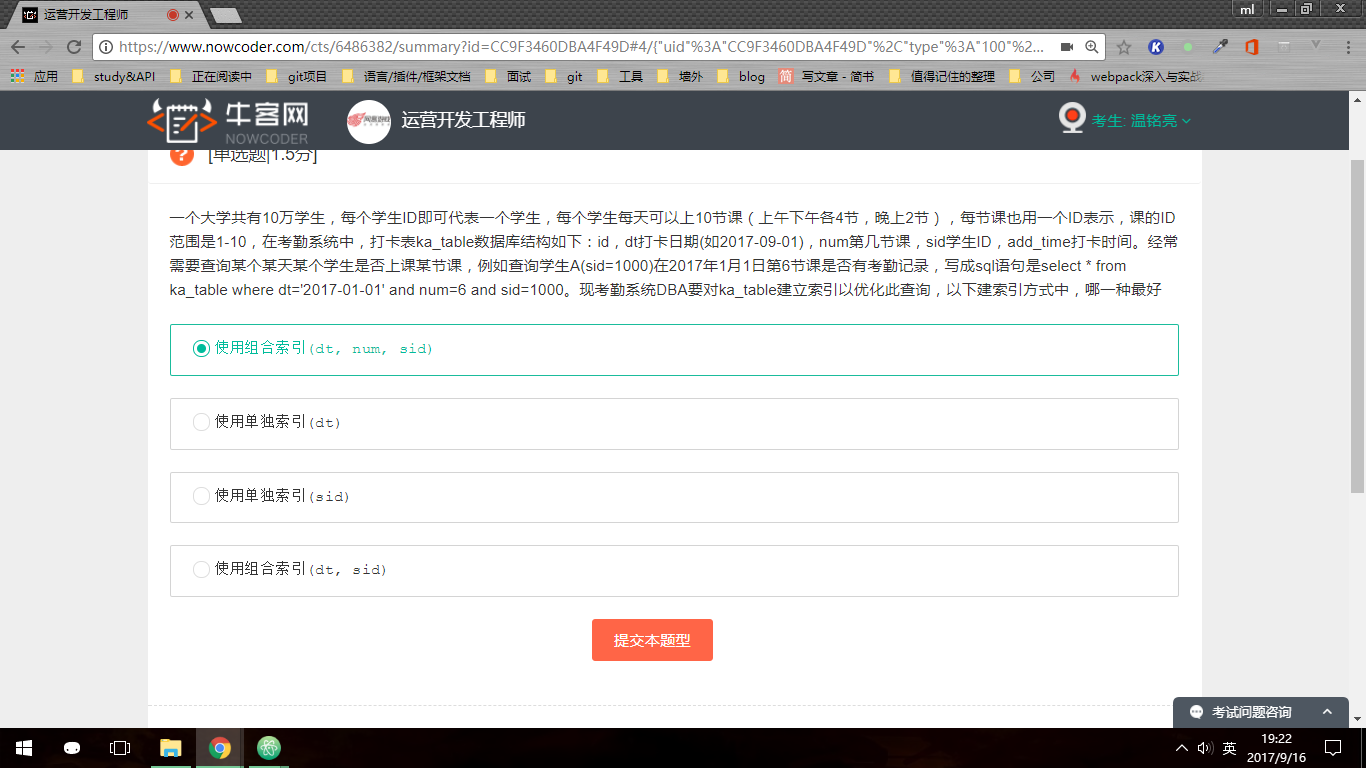 运营开发工程师
ml
https://www.nowcoder.com/cts/6486382/summary?id=CC9F3460DBA4F49D#4/{"uid"%3A"CC9F3460DBA4F49D"%2C"type"%3A"100"%2...
应用 study&API 正在阅读中 git项目 语言/插件/框架文档 面试 git 工具 墙外 blog 简 写文章 - 简书 值得记住的整理 公司 webpack深入与实战
牛客网
NOWCODER
运营开发工程师
考生: 温铭亮
[单选题|1.5分]
一个大学共有10万学生，每个学生ID即可代表一个学生，每个学生每天可以上10节课（上午下午各4节，晚上2节），每节课也用一个ID表示，课的ID
范围是1-10，在考勤系统中，打卡表ka_table数据库结构如下：id，dt打卡日期(如2017-09-01)，num第几节课，sid学生ID，add_time打卡时间。经常
需要查询某个某天某个学生是否上课某节课，例如查询学生A(sid=1000)在2017年1月1日第6节课是否有考勤记录，写成sql语句是select * from
ka_table where dt='2017-01-01' and num=6 and sid=1000。现考勤系统DBA要对ka_table建立索引以优化此查询，以下建索引方式中，哪一种最好
使用组合索引(dt, num, sid)
使用单独索引(dt)
使用单独索引(sid)
使用组合索引(dt, sid)
提交本题型
考试问题咨询
英
19:22
2017/9/16